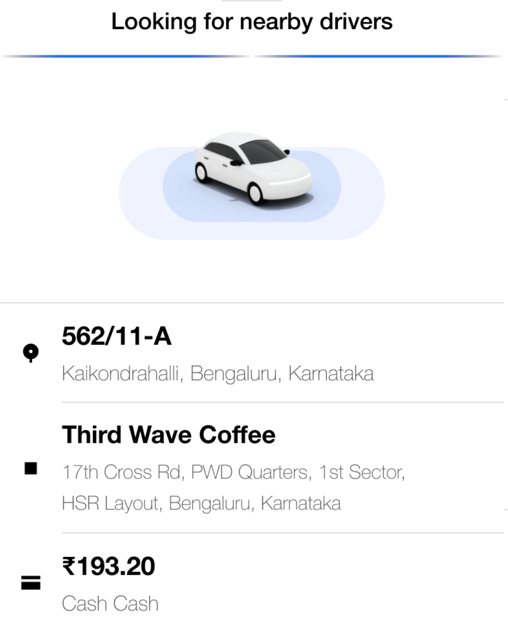 Looking for nearby drivers
562/11-A
Kaikondrahalli, Bengaluru, Karnataka
Third Wave Coffee
17th Cross Rd, PWD Quarters, 1st Sector,
HSR Layout, Bengaluru, Karnataka
₹193.20
Cash Cash